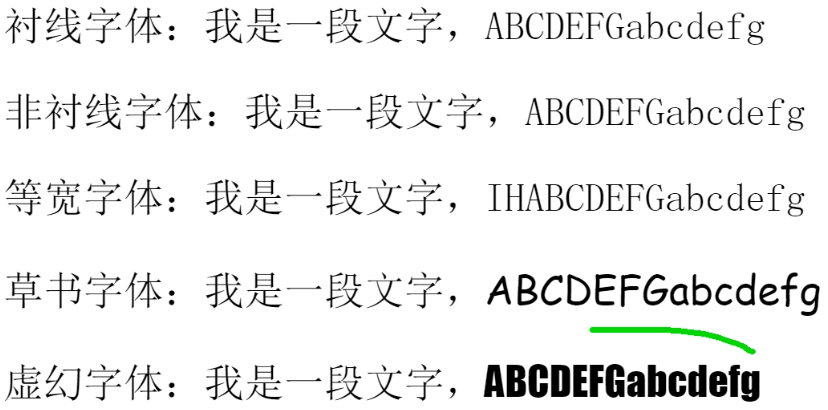 衬线字体：我是一段文字，ABCDEFGabcdefg
非衬线字体：我是一段文字，ABCDEFGabcdefg
等宽字体：我是一段文字，IHABCDEFGabcdefg
草书字体：我是一段文字，ABCDEFGabcdefg
虚幻字体：我是一段文字，ABCDEFGabcdefg